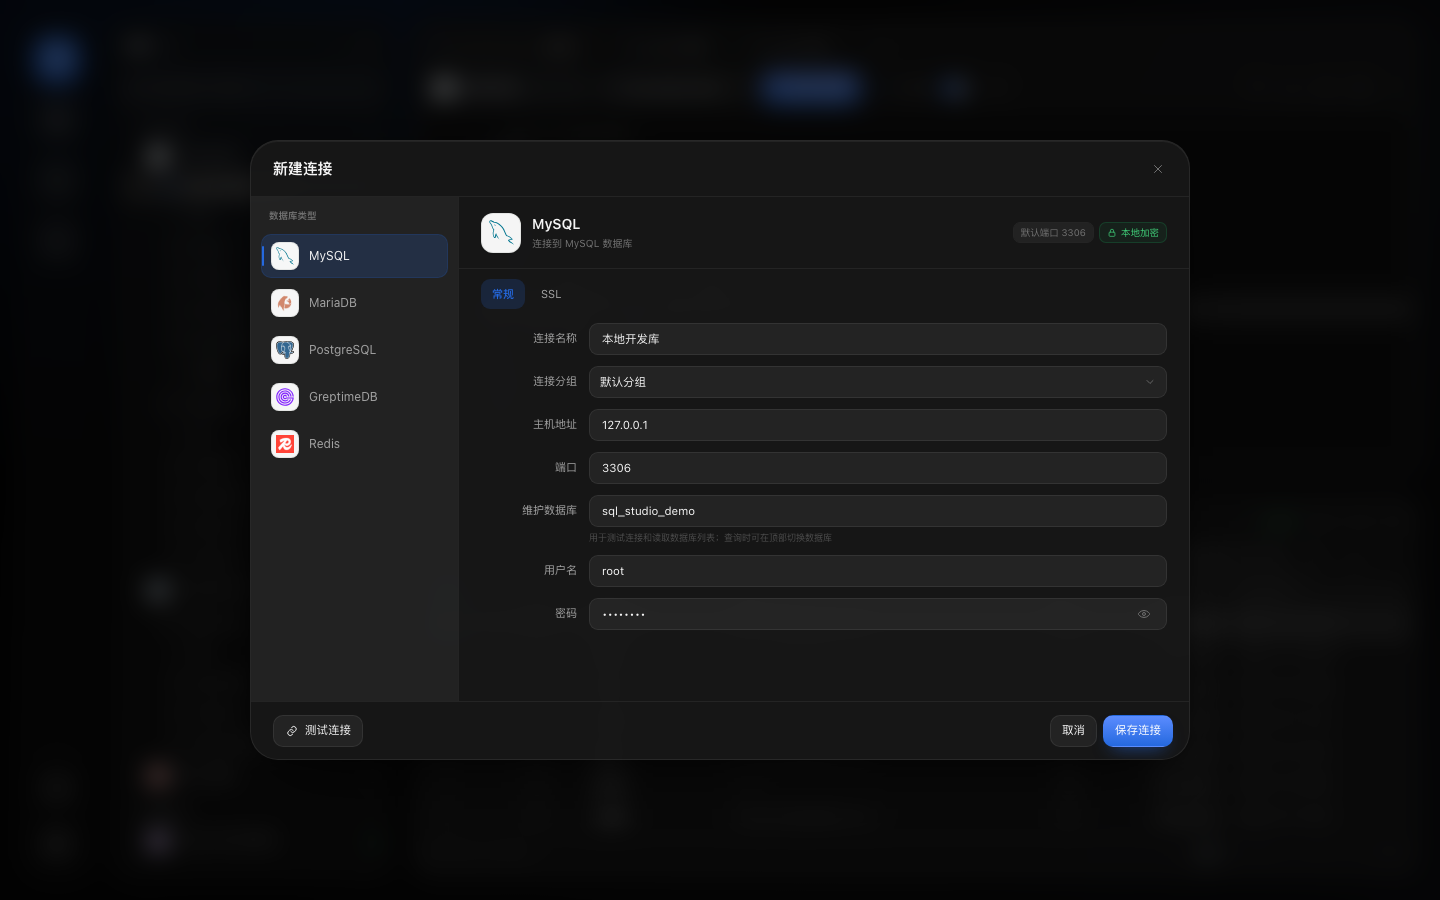 新建连接
数据库类型
MySQL
MariaDB
PostgreSQL
GreptimeDB
Redis
MySQL
连接到 MySQL 数据库
默认端口 3306
本地加密
常规
SSL
连接名称
本地开发库
连接分组
默认分组
主机地址
127.0.0.1
端口
3306
维护数据库
sql_studio_demo
用于测试连接和读取数据库列表；查询时可在顶部切换数据库
用户名
root
密码
••••••••
测试连接
取消
保存连接